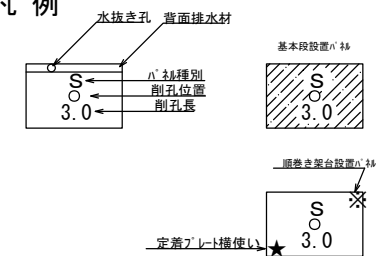 凡 例
水抜き孔 背面排水材
S パネル種別
削孔位置
3.0 削孔長
基本段設置パネル
S
3.0
順巻き架台設置パネル
※
S
3.0
定着プレート横使い ★